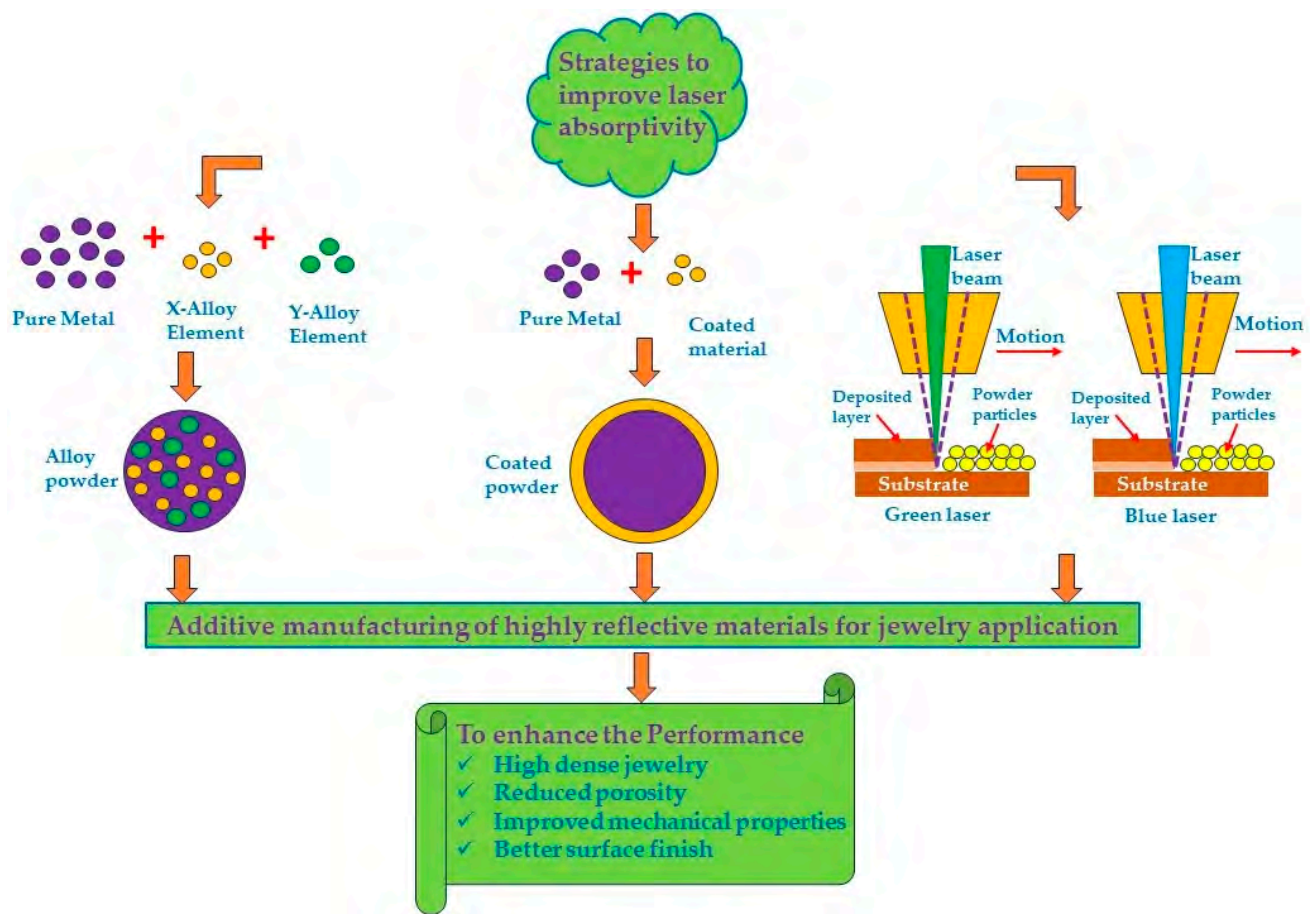 Strategies to
improve laser
absorptivity
+
+
Pure Metal
X-Alloy
Element
Y-Alloy
Element
Alloy
powder
+
Pure Metal
Coated
material
Coated
powder
Laser
beam
Motion
Deposited
layer
Powder
particles
Substrate
Green laser
Laser
beam
Motion
Deposited
layer
Powder
particles
Substrate
Blue laser
Additive manufacturing of highly reflective materials for jewelry application
To enhance the Performance
✓ High dense jewelry
✓ Reduced porosity
✓ Improved mechanical properties
✓ Better surface finish